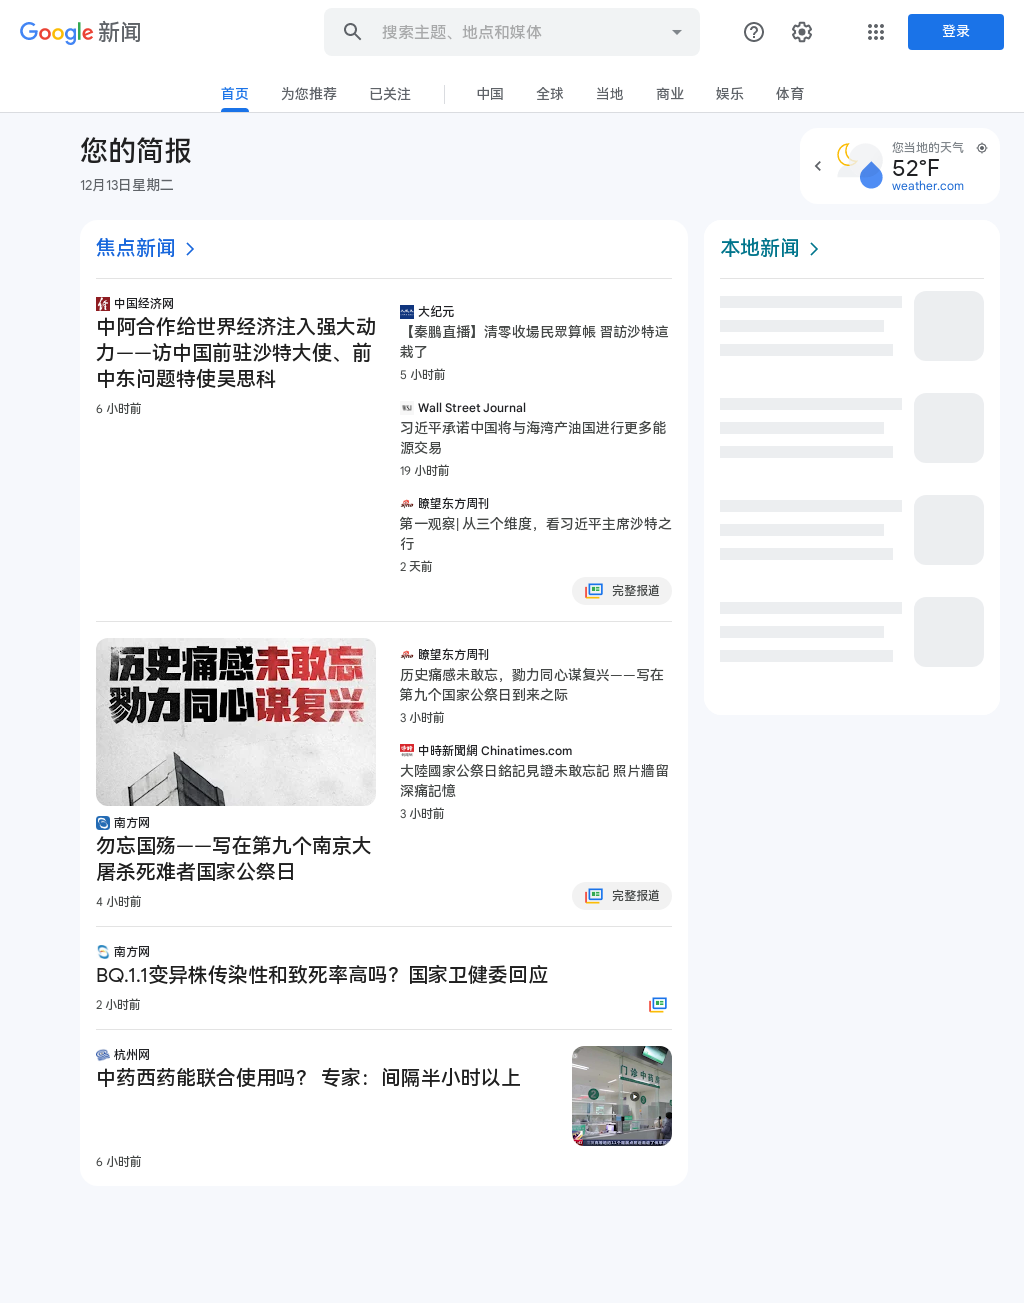 Google 新闻
搜索主题、地点和媒体
登录
首页
为您推荐
已关注
中国
全球
当地
商业
娱乐
体育
您的简报
12月13日星期二
您当地的天气
52°F
weather.com
焦点新闻
中国经济网
中阿合作给世界经济注入强大动
力——访中国前驻沙特大使、前
中东问题特使吴思科
6 小时前
大纪元
【秦鹏直播】清零收場民眾算帳 習訪沙特這
栽了
5 小时前
WSJ
Wall Street Journal
习近平承诺中国将与海湾产油国进行更多能
源交易
19 小时前
瞭望东方周刊
第一观察| 从三个维度，看习近平主席沙特之
行
2 天前
完整报道
历史痛感未敢忘
勠力同心谋复兴
南方网
勿忘国殇——写在第九个南京大
屠杀死难者国家公祭日
4 小时前
瞭望东方周刊
历史痛感未敢忘，勠力同心谋复兴——写在
第九个国家公祭日到来之际
3 小时前
中時新聞網 Chinatimes.com
大陸國家公祭日銘記見證未敢忘記 照片牆留
深痛記憶
3 小时前
完整报道
南方网
BQ.1.1变异株传染性和致死率高吗？国家卫健委回应
2 小时前
杭州网
中药西药能联合使用吗？ 专家：间隔半小时以上
6 小时前
门诊中药房
2
本地新闻